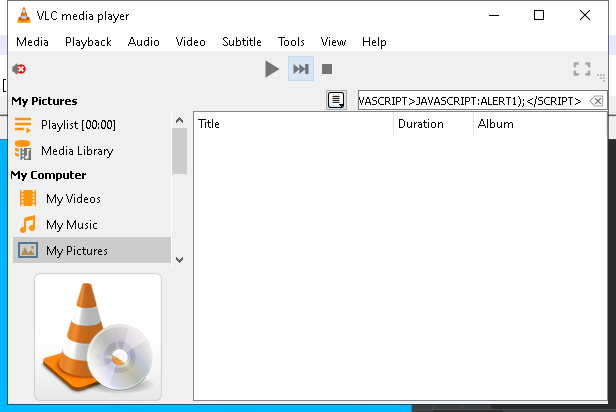 VLC media player
Media Playback Audio Video Subtitle Tools View Help
[
My Pictures
VASCRIPT>JAVASCRIPT:ALERT1);</SCRIPT>
Playlist [00:00]
Media Library
My Computer
My Videos
My Music
My Pictures
Title Duration Album